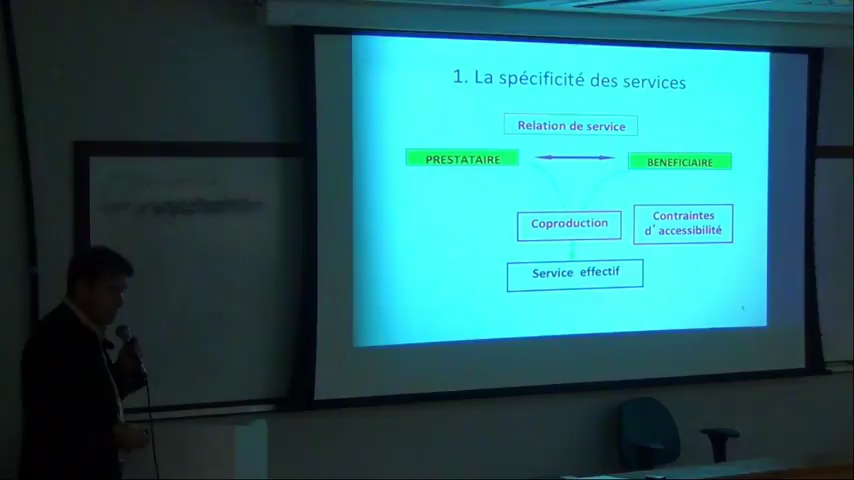 1. La spécificité des services
Relation de service
PRESTATAIRE
BENEFICIAIRE
Coproduction
Contraintes
d'accessibilité
Service effectif